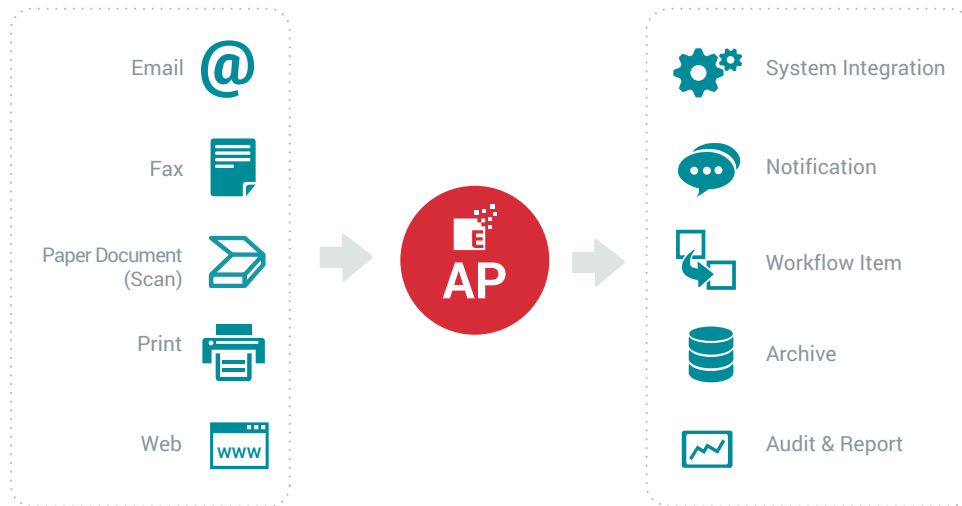 Email
@
Fax
Paper Document
(Scan)
Print
Web
www
E
AP
System Integration
Notification
Workflow Item
Archive
Audit & Report